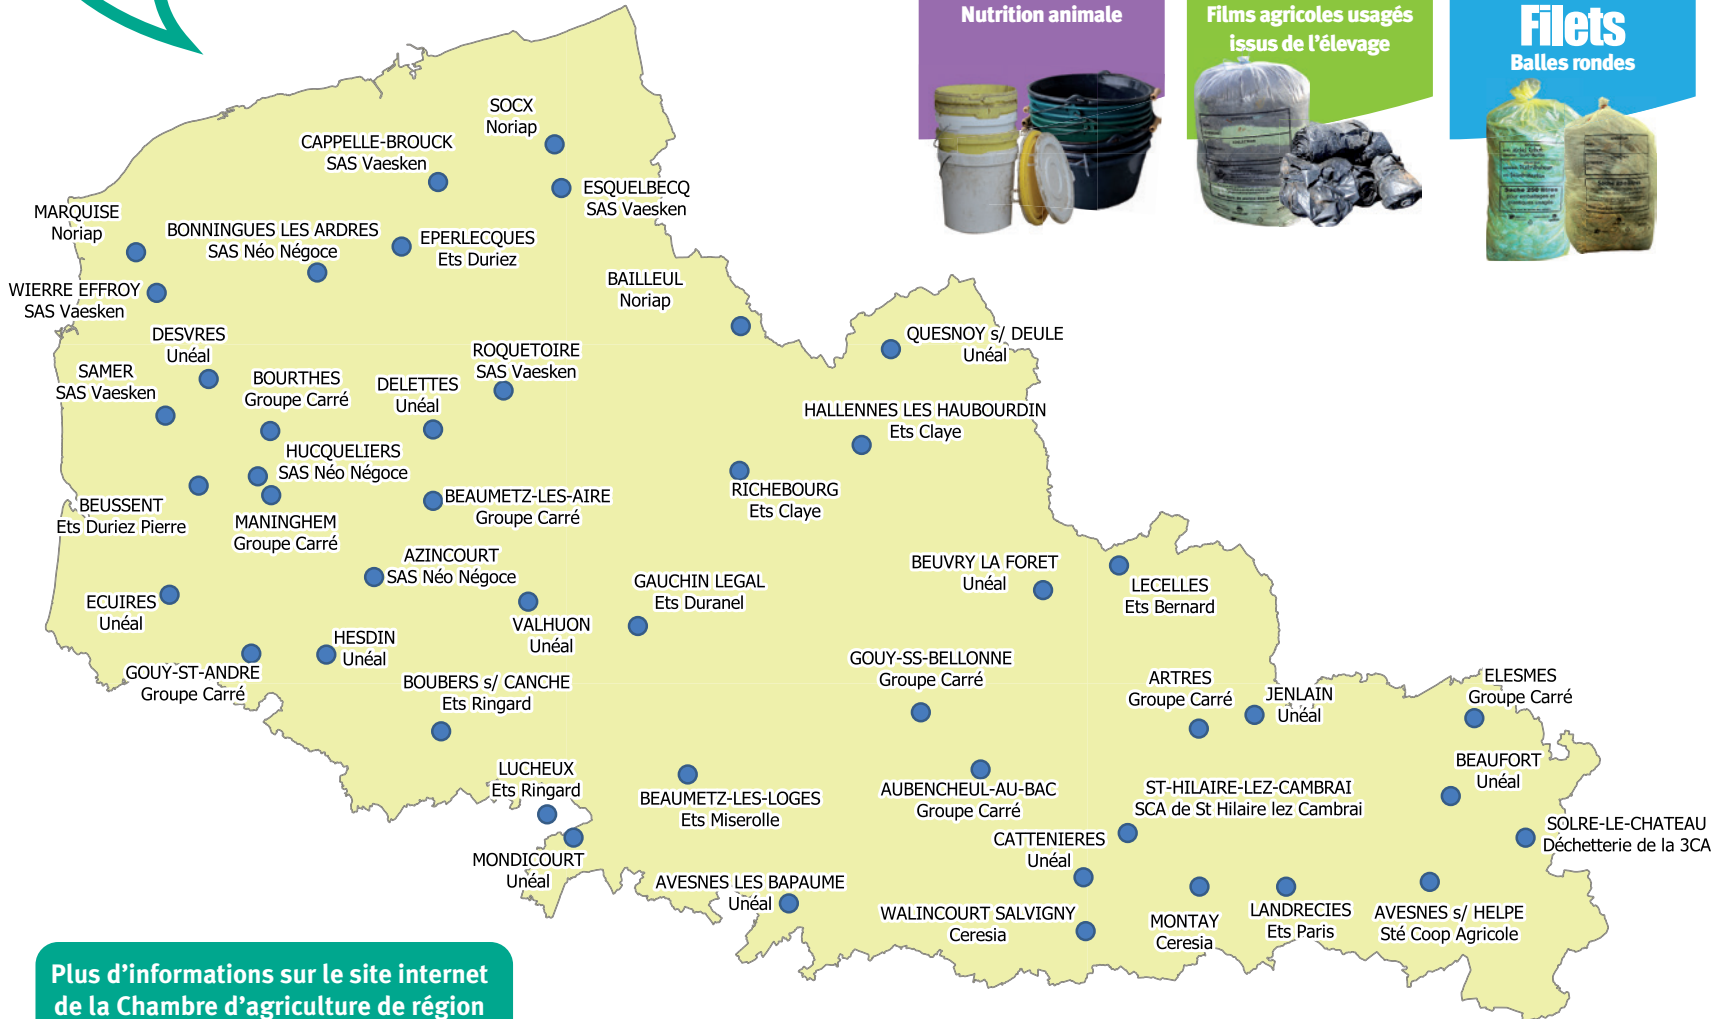 Nutrition animale
Films agricoles usagés
issus de l'élevage
Filets
Balles rondes
SOCX
Noriap
CAPPELLE-BROUCK
SAS Vaesken
ESQUELBECQ
SAS Vaesken
MARQUISE
Noriap
BONNINGUES LES ARDRES
SAS Néo Négoce
EPERLECQUES
Ets Duriez
WIERRE EFFROY
SAS Vaesken
BAILLEUL
Noriap
DESVRES
Unéal
QUESNOY s/ DEULE
Unéal
ROQUETOIRE
SAS Vaesken
SAMER
SAS Vaesken
BOURTHES
Groupe Carré
DELETTES
Unéal
HALLENNES LES HAUBOURDIN
Ets Claye
HUCQUELIERS
SAS Néo Négoce
RICHEBOURG
Ets Claye
BEUSSENT
Ets Duriez Pierre
BEAUMETZ-LES-AIRE
Groupe Carré
MANINGHEM
Groupe Carré
AZINCOURT
SAS Néo Négoce
BEUVRY LA FORET
Unéal
LECELLES
Ets Bernard
GAUCHIN LEGAL
Ets Duranel
ECUIRES
Unéal
VALHUON
Unéal
HESDIN
Unéal
GOUY-ST-ANDRE
Groupe Carré
BOUBERS s/ CANCHE
Ets Ringard
GOUY-SS-BELLONNE
Groupe Carré
ARTRES
Groupe Carré
JENLAIN
Unéal
ELESMES
Groupe Carré
LUCHEUX
Ets Ringard
BEAUMETZ-LES-LOGES
Ets Miserolle
AUBENCHEUL-AU-BAC
Groupe Carré
ST-HILAIRE-LEZ-CAMBRAI
SCA de St Hilaire lez Cambrai
BEAUFORT
Unéal
SOLRE-LE-CHATEAU
Déchetterie de la 3CA
CATTENIERES
Unéal
MONDICOURT
Unéal
AVESNES LES BAPAUME
Unéal
WALINCOURT SALVIGNY
Ceresia
MONTAY
Ceresia
LANDRECIES
Ets Paris
AVESNES s/ HELPE
Sté Coop Agricole
Plus d'informations sur le site internet
de la Chambre d'agriculture de région